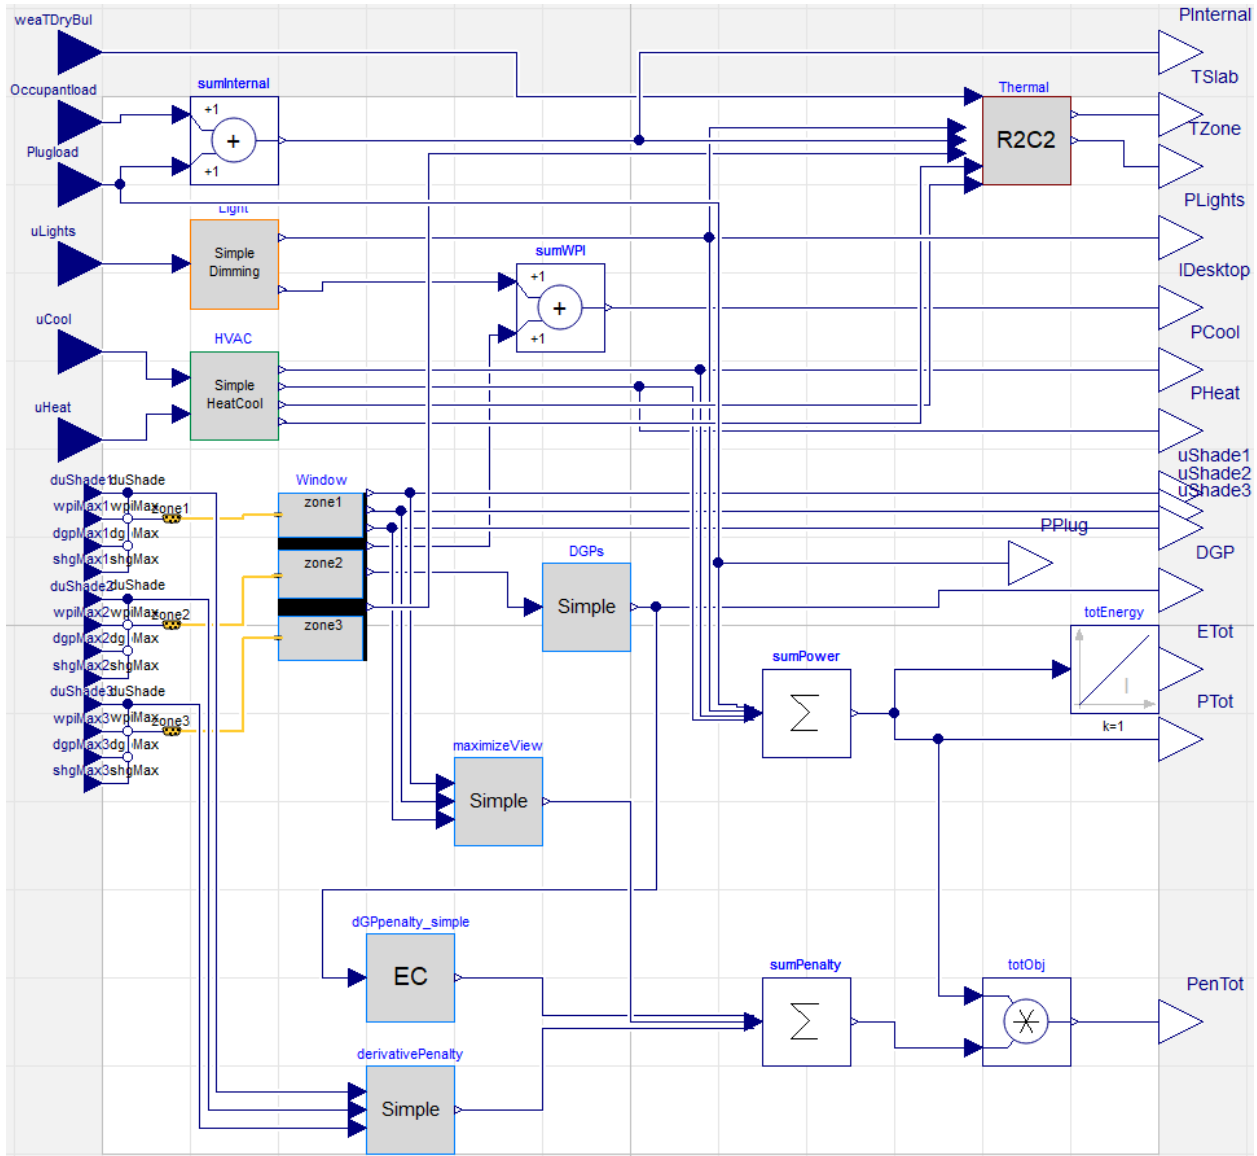 weaTDryBul
PInternal
sumInternal
TSlab
Occupantload
+1
Thermal
+
TZone
Plugload
R2C2
+1
PLights
Light
uLights
Simple
Dimming
sumWPI
IDesktop
+1
+
uCool
HVAC
PCool
+1
Simple
HeatCool
PHeat
uHeat
uShade1
uShade2
uShade3
duShade1
duShade
Window
wpiMax1
wpiMax
zone1
zone1
dgpMax1
PPlug
shgMax1
shgMax
DGPs
DGP
duShade2
duShade
zone2
wpiMax2
wpiMax
zone2
Simple
totEnergy
dgpMax2
zone3
ETot
shgMax2
shgMax
sumPower
I
duShade3
duShade
Σ
PTot
wpiMax3
wpiMax
zone3
k=1
dgpMax3
maximizeView
shgMax3
shgMax
Simple
dGPpenalty_simple
EC
sumPenalty
totObj
PenTot
Σ
derivativePenalty
Simple